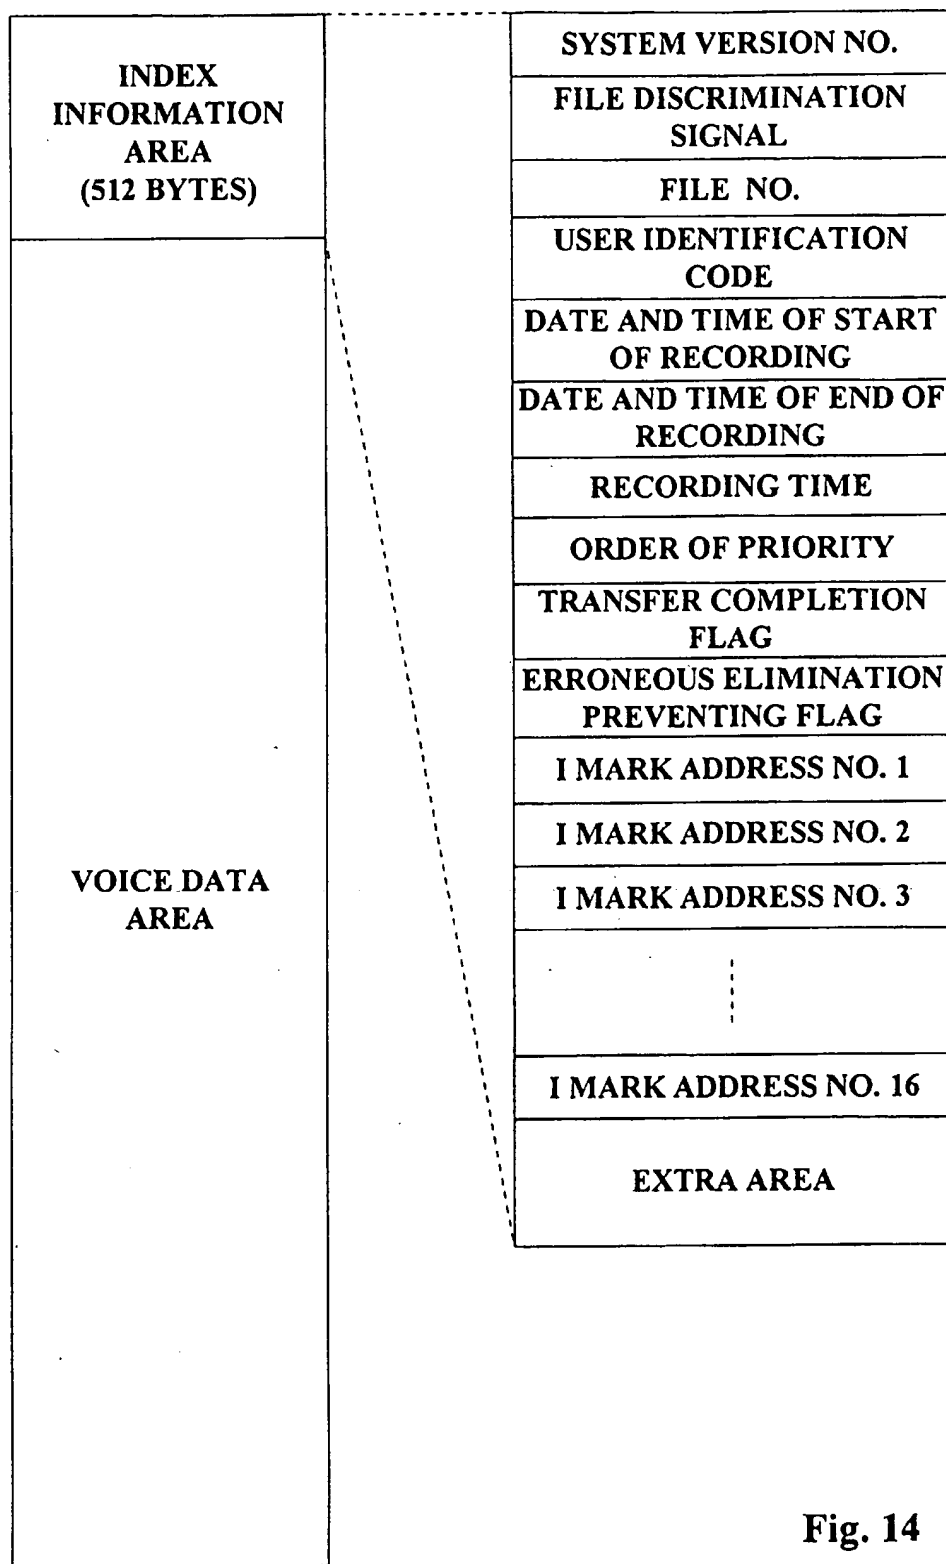 INDEX
INFORMATION
AREA
(512 BYTES)
VOICE DATA
AREA
SYSTEM VERSION NO.
FILE DISCRIMINATION
SIGNAL
FILE NO.
USER IDENTIFICATION
CODE
DATE AND TIME OF START
OF RECORDING
DATE AND TIME OF END OF
RECORDING
RECORDING TIME
ORDER OF PRIORITY
TRANSFER COMPLETION
FLAG
ERRONEOUS ELIMINATION
PREVENTING FLAG
I MARK ADDRESS NO. 1
I MARK ADDRESS NO. 2
I MARK ADDRESS NO. 3
I MARK ADDRESS NO. 16
EXTRA AREA
Fig. 14